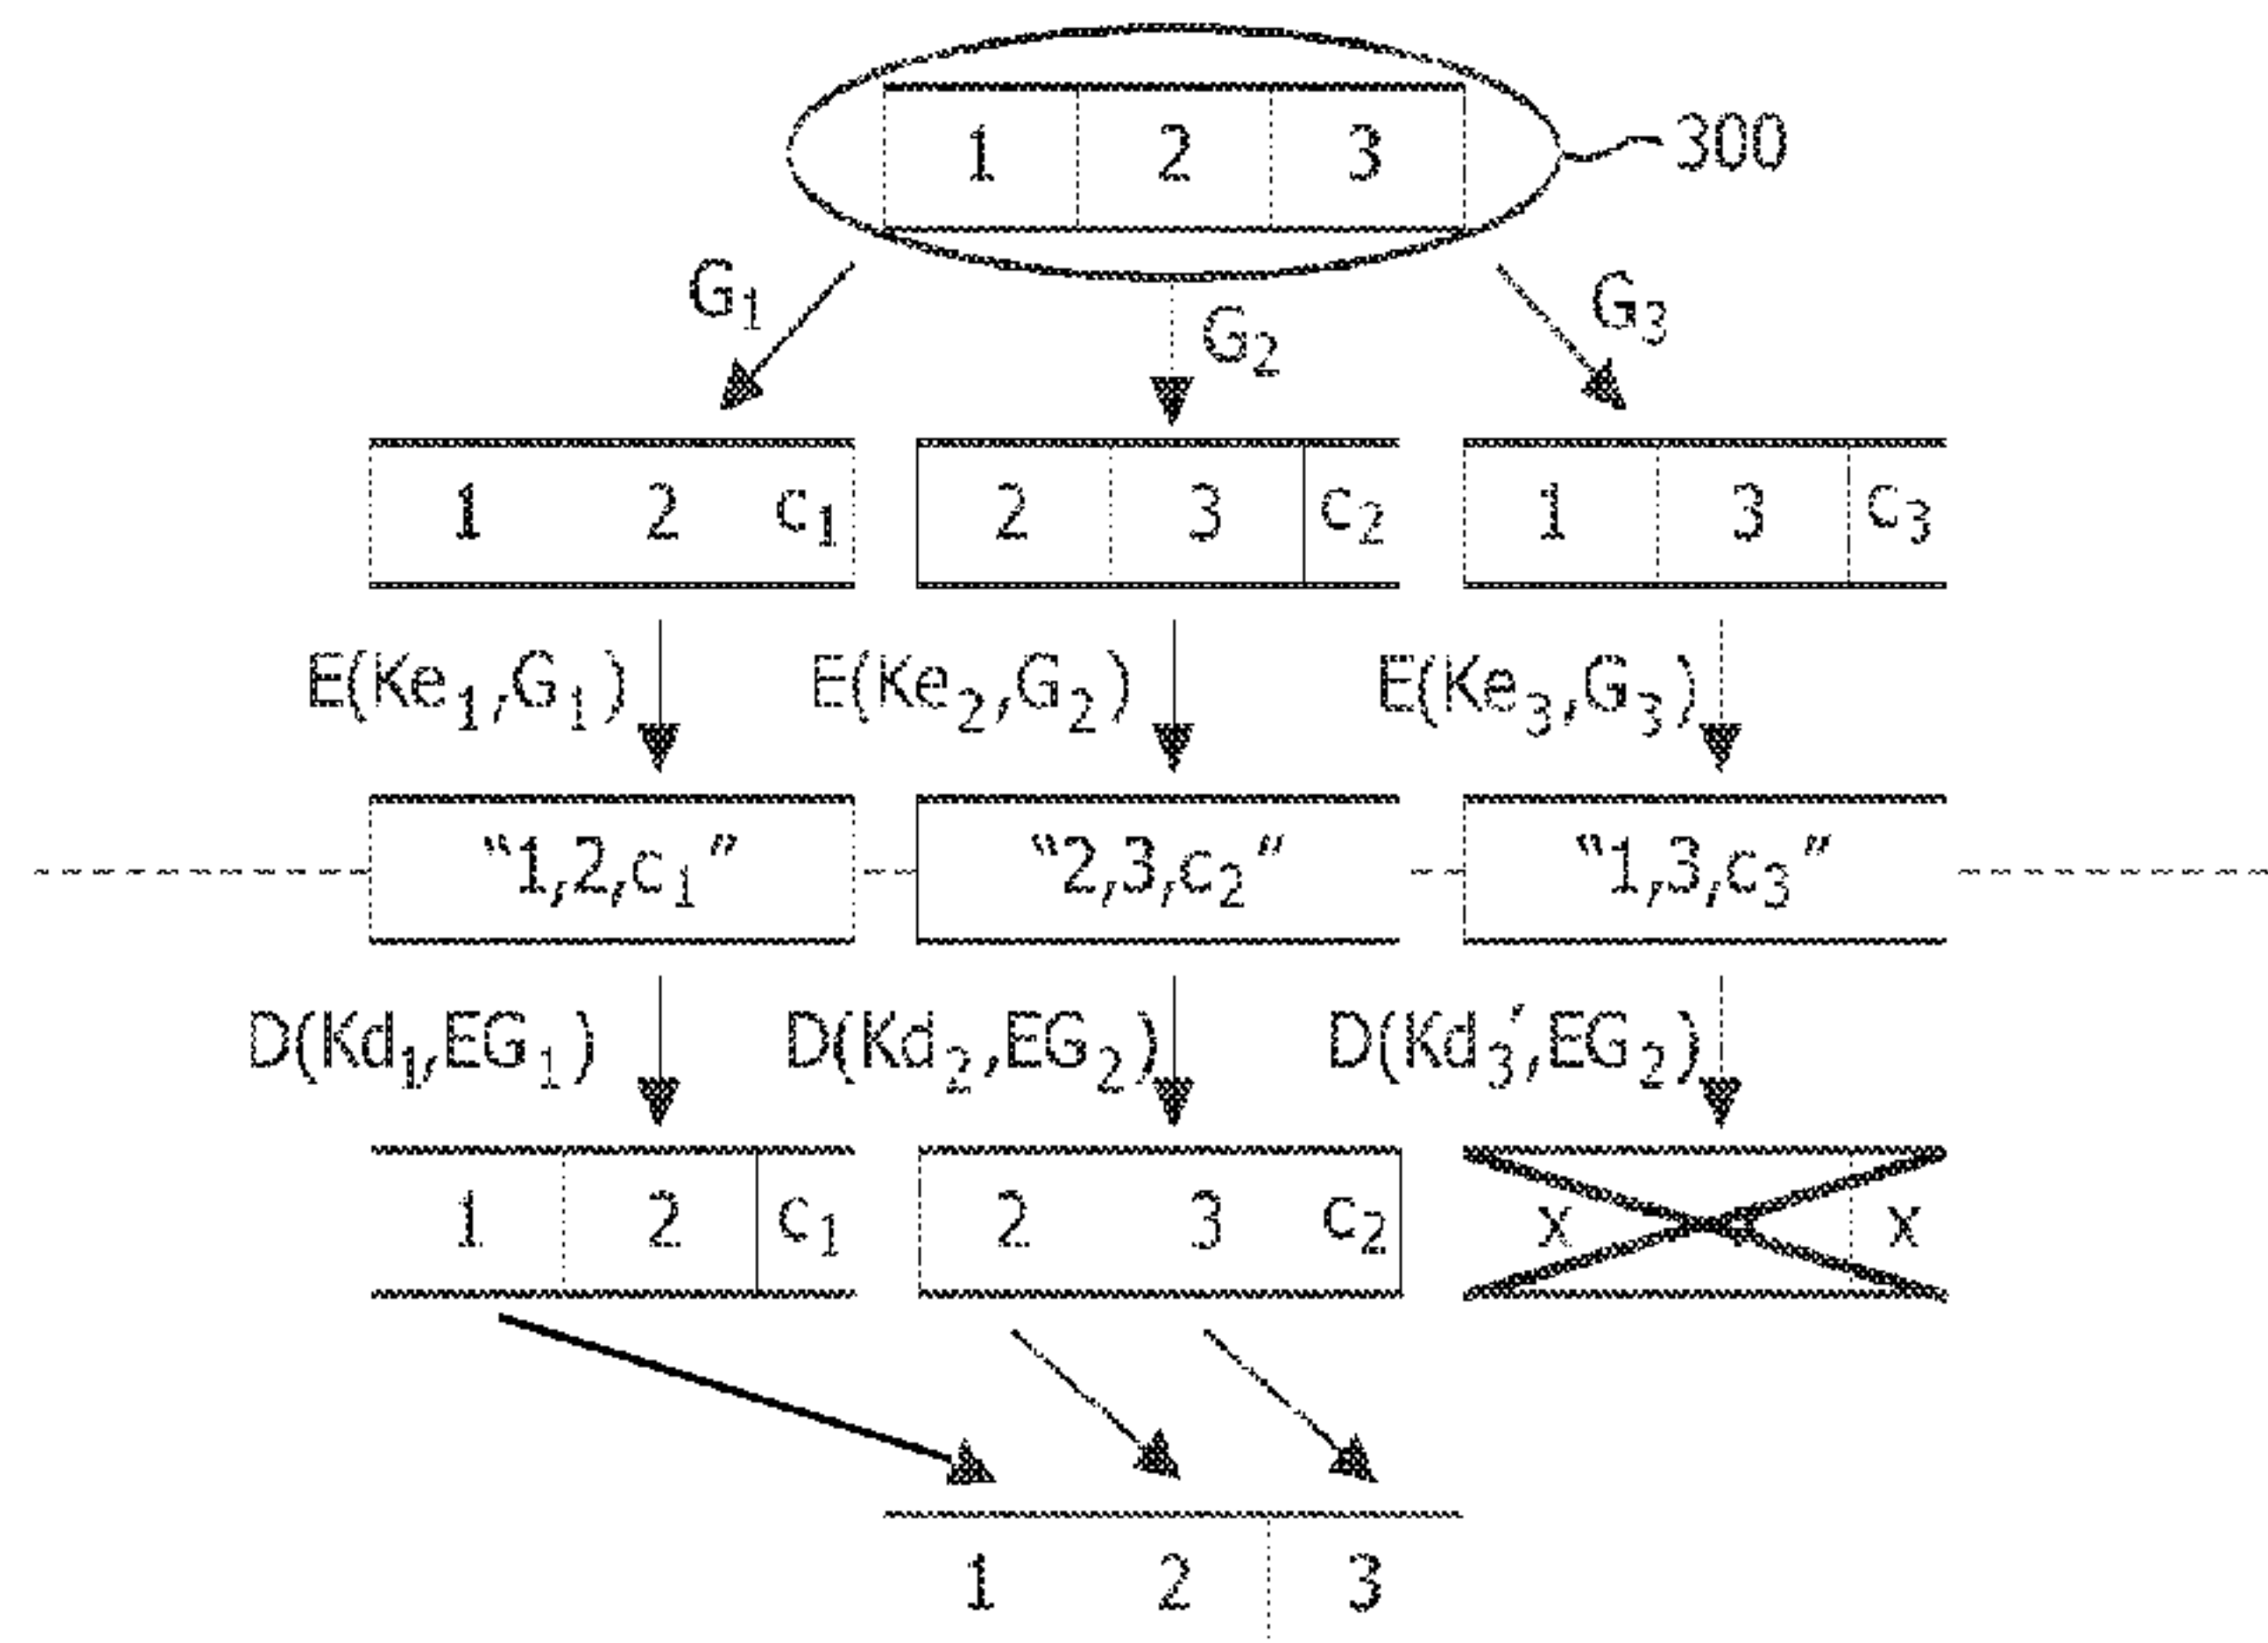 1 2 3 300
G1 G2 G3
1 2 c1 2 3 c2 1 3 c3
E(Ke1,G1) E(Ke2,G2) E(Ke3,G3)
“1,2,c1” “2,3,c2” “1,3,c3”
D(Kd1,EG1) D(Kd2,EG2) D(Kd3′,EG2)
1 2 c1 2 3 c2 x x
1 2 3